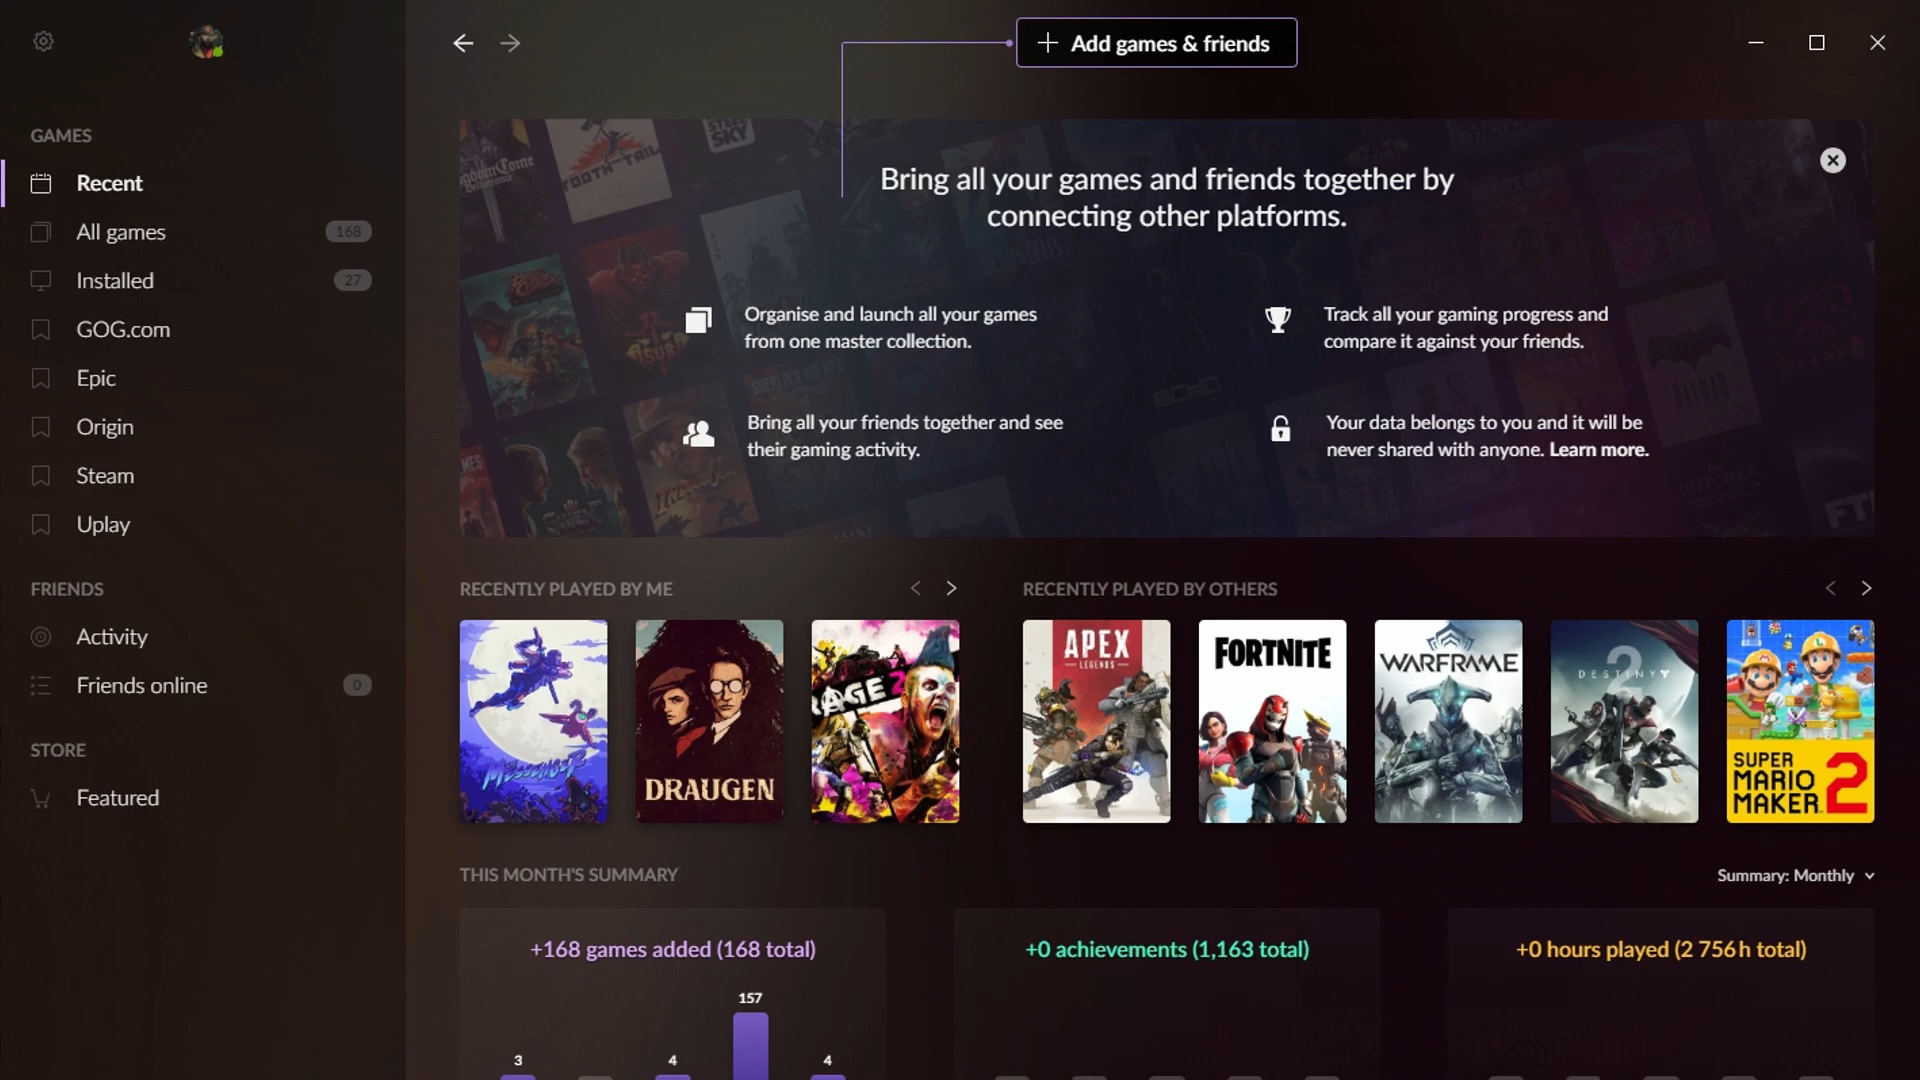 Add games & friends
GAMES
Recent
All games 168
Installed 27
GOG.com
Epic
Origin
Steam
Uplay
FRIENDS
Activity
Friends online 0
STORE
Featured
Bring all your games and friends together by
connecting other platforms.
Organise and launch all your games
from one master collection.
Track all your gaming progress and
compare it against your friends.
Bring all your friends together and see
their gaming activity.
Your data belongs to you and it will be
never shared with anyone. Learn more.
RECENTLY PLAYED BY ME
MESSENGER
DRAUGEN
RAGE 2
RECENTLY PLAYED BY OTHERS
APEX
LEGENDS
FORTNITE
WARFRAME
DESTINY 2
SUPER
MARIO
MAKER 2
THIS MONTH'S SUMMARY
Summary: Monthly
+168 games added (168 total)
157
3
4
4
+0 achievements (1,163 total)
+0 hours played (2 756 h total)